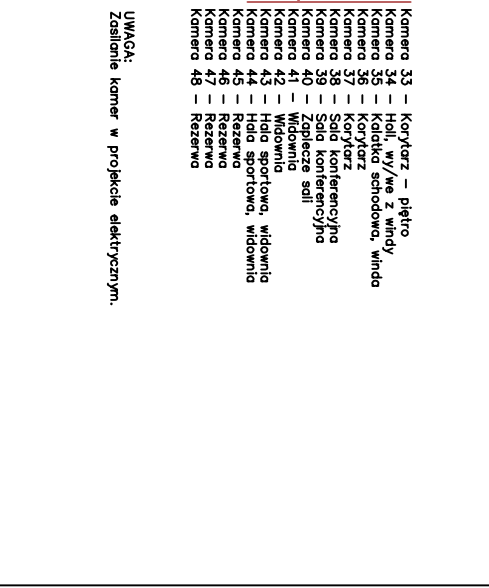 Kamera 33 – Korytarz – piętro
Kamera 34 – Holl, wy/we z windy
Kamera 35 – Kalatka schodowa, winda
Kamera 36 – Korytarz
Kamera 37 – Korytarz
Kamera 38 – Sala konferencyjna
Kamera 39 – Sala konferencyjna
Kamera 40 – Zaplecze sali
Kamera 41 – Widownia
Kamera 42 – Widownia
Kamera 43 – Hala sportowa, widownia
Kamera 44 – Hala sportowa, widownia
Kamera 45 – Rezerwa
Kamera 46 – Rezerwa
Kamera 47 – Rezerwa
Kamera 48 – Rezerwa
UWAGA:
Zasilanie kamer w projekcie elektrycznym.